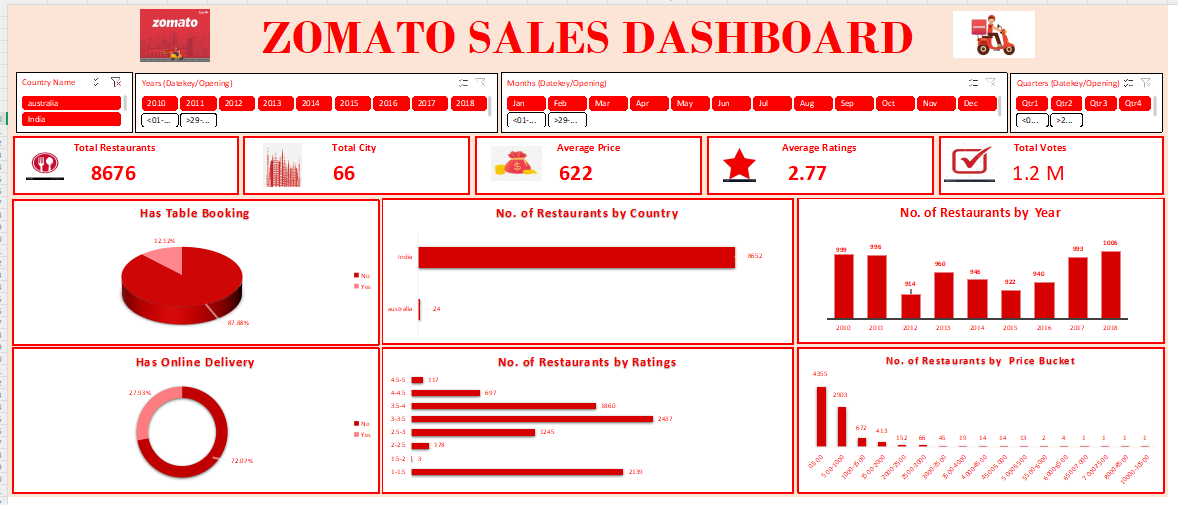 zomato
ZOMATO SALES DASHBOARD
Country Name
australia
India
Years (Datekey/Opening)
2010 2011 2012 2013 2014 2015 2016 2017 2018
<01-... >29-...
Months (Datekey/Opening)
Jan Feb Mar Apr May Jun Jul Aug Sep Oct Nov Dec
<01-... >29-...
Quarters (Datekey/Opening)
Qtr1 Qtr2 Qtr3 Qtr4
<0... >2...
Total Restaurants
8676
Total City
66
Average Price
622
Average Ratings
2.77
Total Votes
1.2 M
Has Table Booking
12.12%
87.88%
No
Yes
No. of Restaurants by Country
India 8652
australia 24
No. of Restaurants by Year
999 996 914 960 946 922 940 993 1006
2010 2011 2012 2013 2014 2015 2016 2017 2018
Has Online Delivery
27.93%
72.07%
No
Yes
No. of Restaurants by Ratings
4.5-5 137
4-4.5 697
3.5-4 1860
3-3.5 2437
2.5-3 1245
2-2.5 178
1.5-2 3
1-1.5 2139
No. of Restaurants by Price Bucket
4355 2903 672 413 152 66 45 19 14 14 13 2 4 1 1 1 1